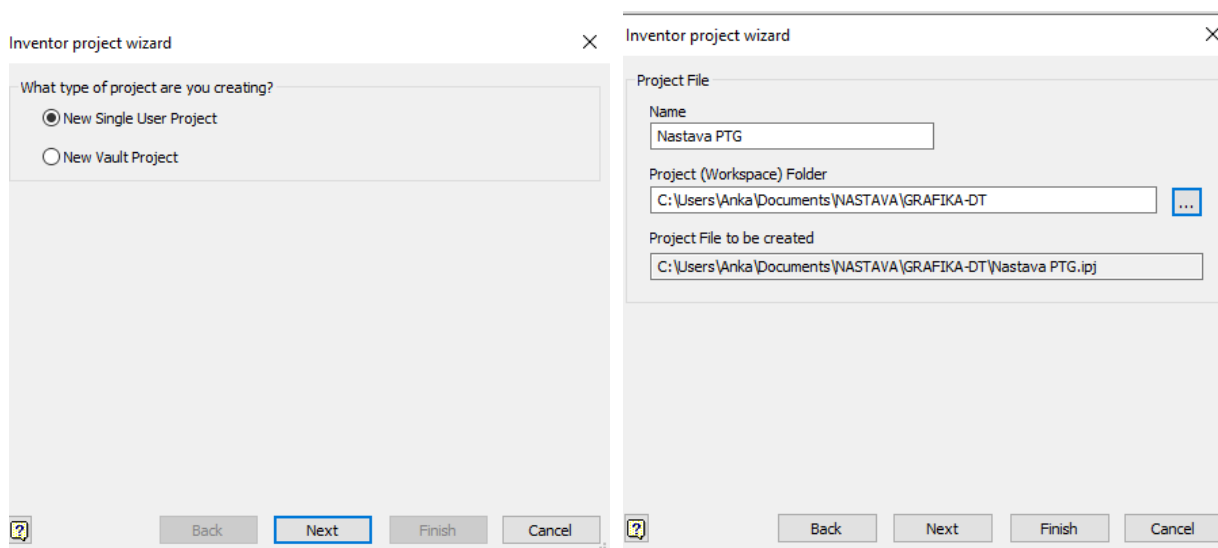 Inventor project wizard
What type of project are you creating?
New Single User Project
New Vault Project
Back
Next
Finish
Cancel
Inventor project wizard
Project File
Name
Nastava PTG
Project (Workspace) Folder
C:\Users\Anka\Documents\NASTAVA\GRAFIKA-DT
...
Project File to be created
C:\Users\Anka\Documents\NASTAVA\GRAFIKA-DT\Nastava PTG.ipj
Back
Next
Finish
Cancel